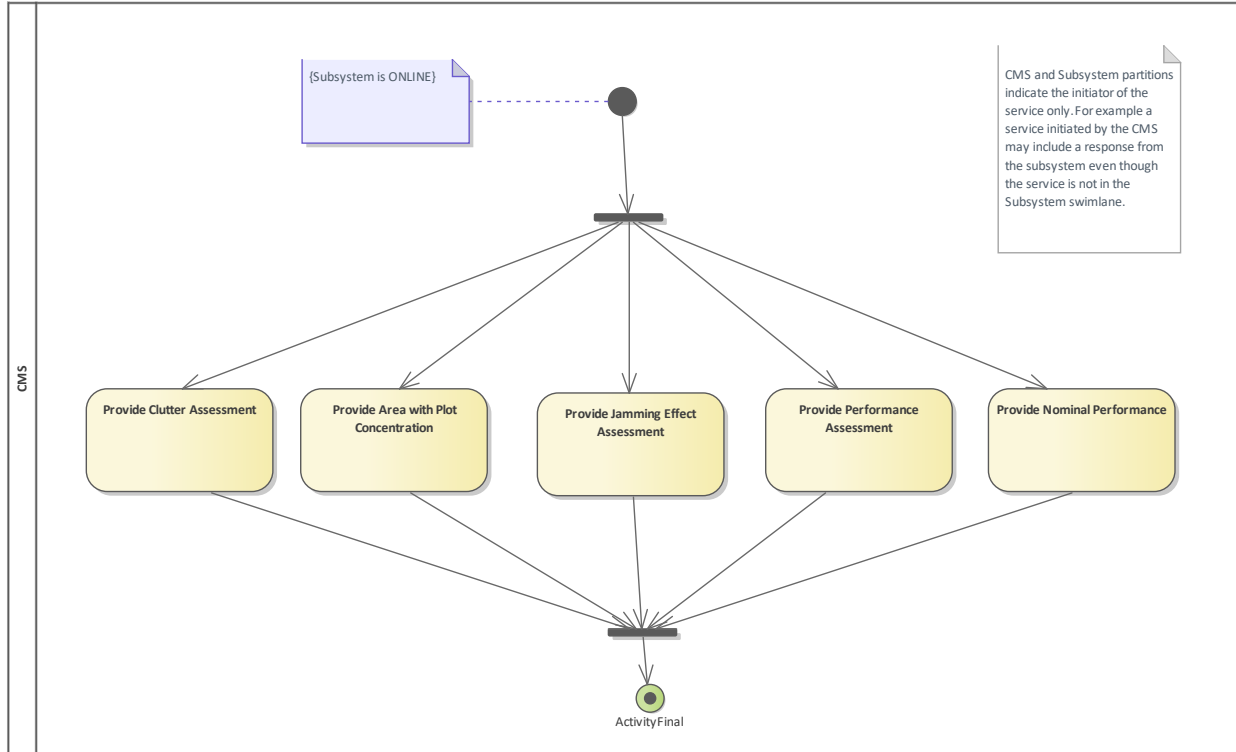 {Subsystem is ONLINE}
CMS and Subsystem partitions
indicate the initiator of the
service only. For example a
service initiated by the CMS
may include a response from
the subsystem even though
the service is not in the
Subsystem swimlane.
CMS
Provide Clutter Assessment
Provide Area with Plot
Concentration
Provide Jamming Effect
Assessment
Provide Performance
Assessment
Provide Nominal Performance
ActivityFinal